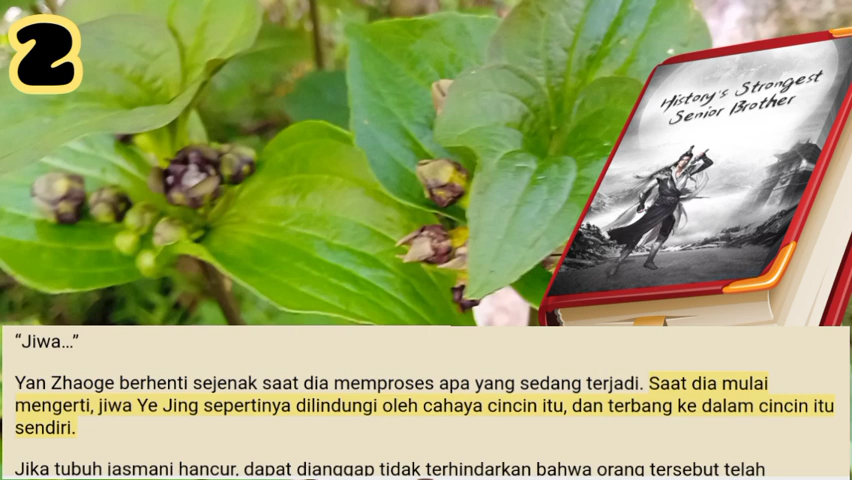 2
History's Strongest
Senior Brother
“Jiwa…”
Yan Zhaoge berhenti sejenak saat dia memproses apa yang sedang terjadi. Saat dia mulai
mengerti, jiwa Ye Jing sepertinya dilindungi oleh cahaya cincin itu, dan terbang ke dalam cincin itu
sendiri.
Jika tubuh jasmani hancur, dapat dianggap tidak terhindarkan bahwa orang tersebut telah